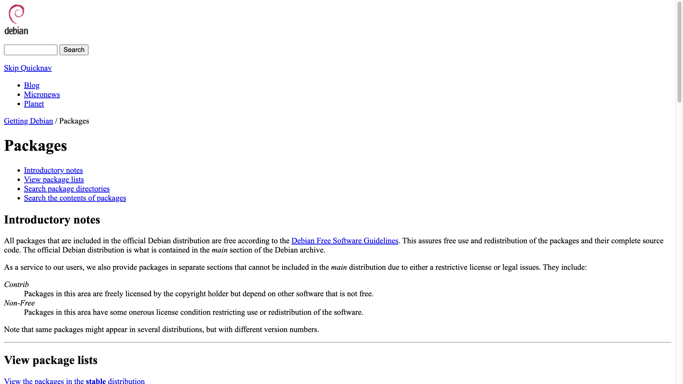 debian
Search
Skip Quicknav
Blog
Micronews
Planet
Getting Debian / Packages
Packages
Introductory notes
View package lists
Search package directories
Search the contents of packages
Introductory notes
All packages that are included in the official Debian distribution are free according to the Debian Free Software Guidelines. This assures free use and redistribution of the packages and their complete source
code. The official Debian distribution is what is contained in the main section of the Debian archive.
As a service to our users, we also provide packages in separate sections that cannot be included in the main distribution due to either a restrictive license or legal issues. They include:
Contrib
Packages in this area are freely licensed by the copyright holder but depend on other software that is not free.
Non-Free
Packages in this area have some onerous license condition restricting use or redistribution of the software.
Note that same packages might appear in several distributions, but with different version numbers.
View package lists
View the packages in the stable distribution